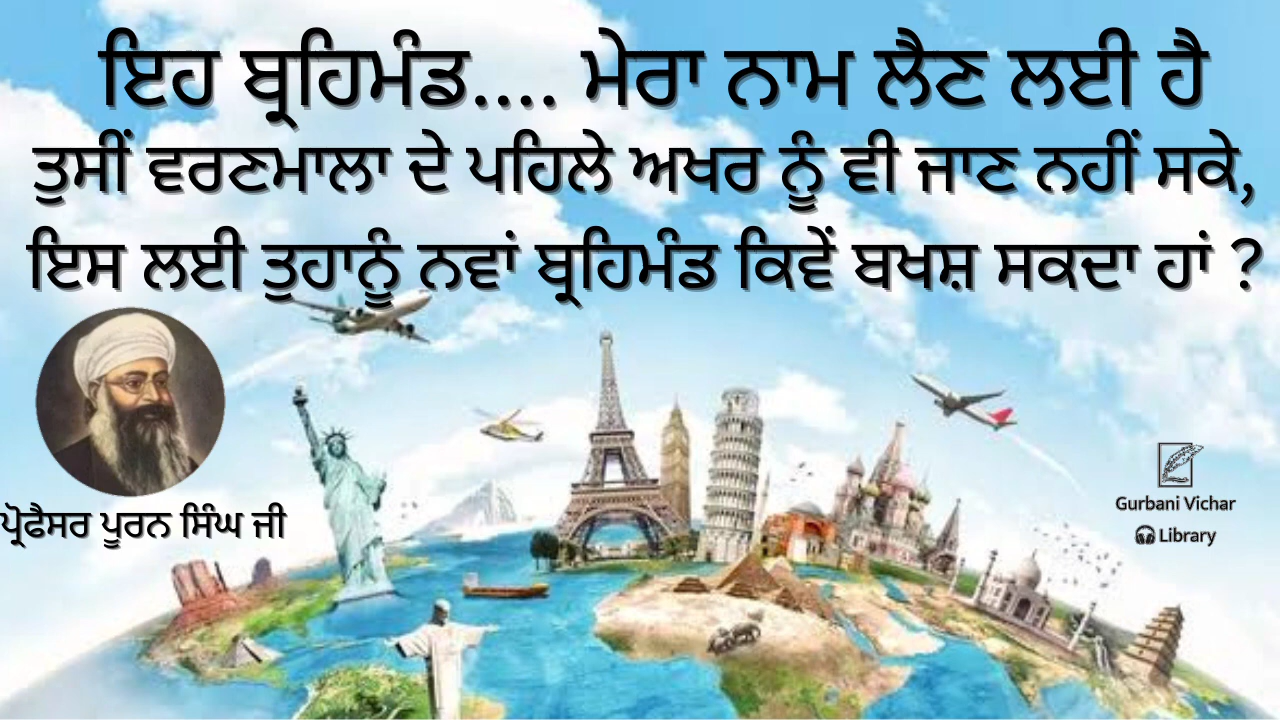 ਇਹ ਬ੍ਰਹਿਮੰਡ.... ਮੇਰਾ ਨਾਮ ਲੈਣ ਲਈ ਹੈ
ਤੁਸੀਂ ਵਰਣਮਾਲਾ ਦੇ ਪਹਿਲੇ ਅਖਰ ਨੂੰ ਵੀ ਜਾਣ ਨਹੀਂ ਸਕੇ,
ਇਸ ਲਈ ਤੁਹਾਨੂੰ ਨਵਾਂ ਬ੍ਰਹਿਮੰਡ ਕਿਵੇਂ ਬਖਸ਼ ਸਕਦਾ ਹਾਂ ?
ਪ੍ਰੋਫੈਸਰ ਪੂਰਨ ਸਿੰਘ ਜੀ
Gurbani Vichar
Library